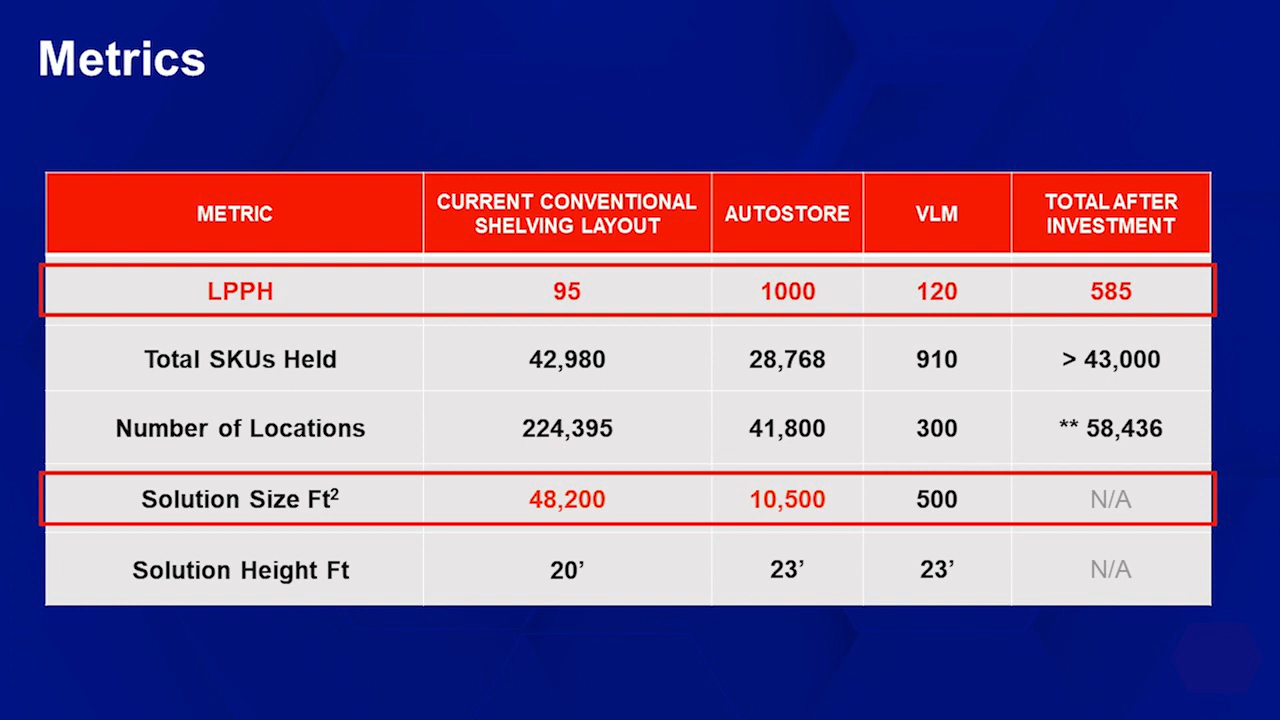 Metrics
METRIC
CURRENT CONVENTIONAL
SHELVING LAYOUT
AUTOSTORE
VLM
TOTAL AFTER
INVESTMENT
LPPH 95 1000 120 585
Total SKUs Held 42,980 28,768 910 > 43,000
Number of Locations 224,395 41,800 300 ** 58,436
Solution Size Ft² 48,200 10,500 500 N/A
Solution Height Ft 20’ 23’ 23’ N/A